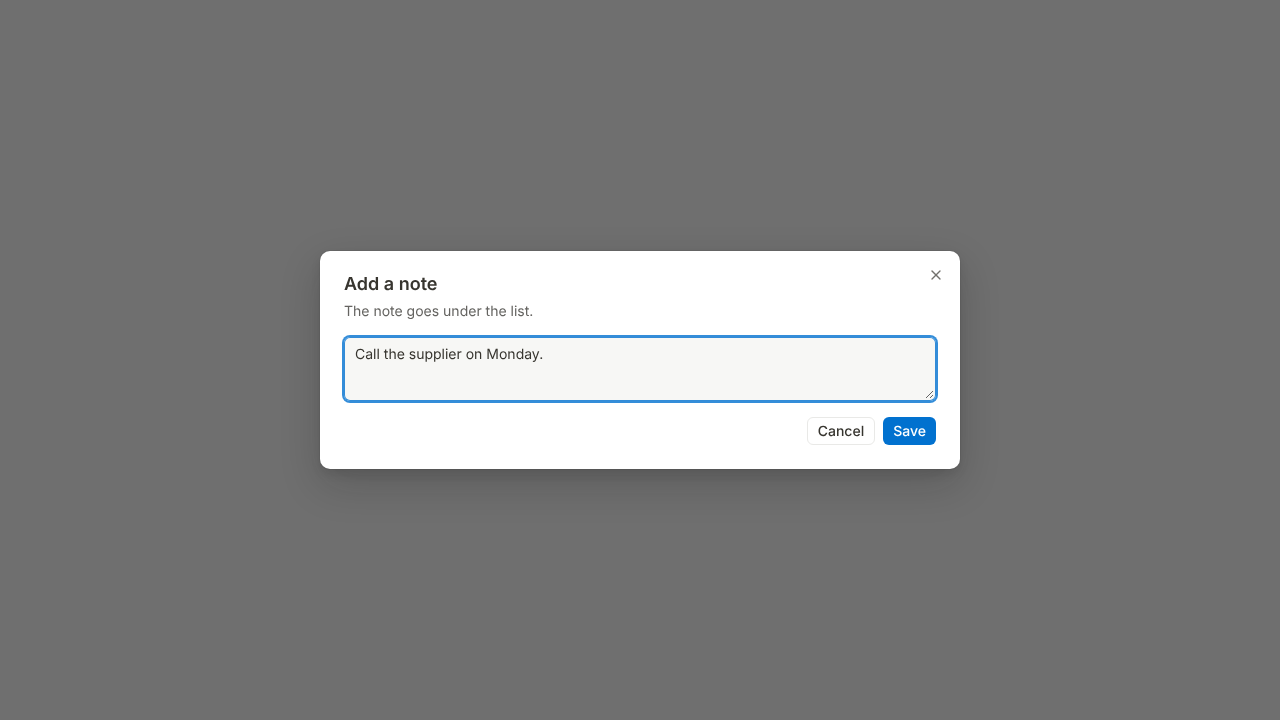 Add a note
The note goes under the list.
Call the supplier on Monday.
Cancel
Save